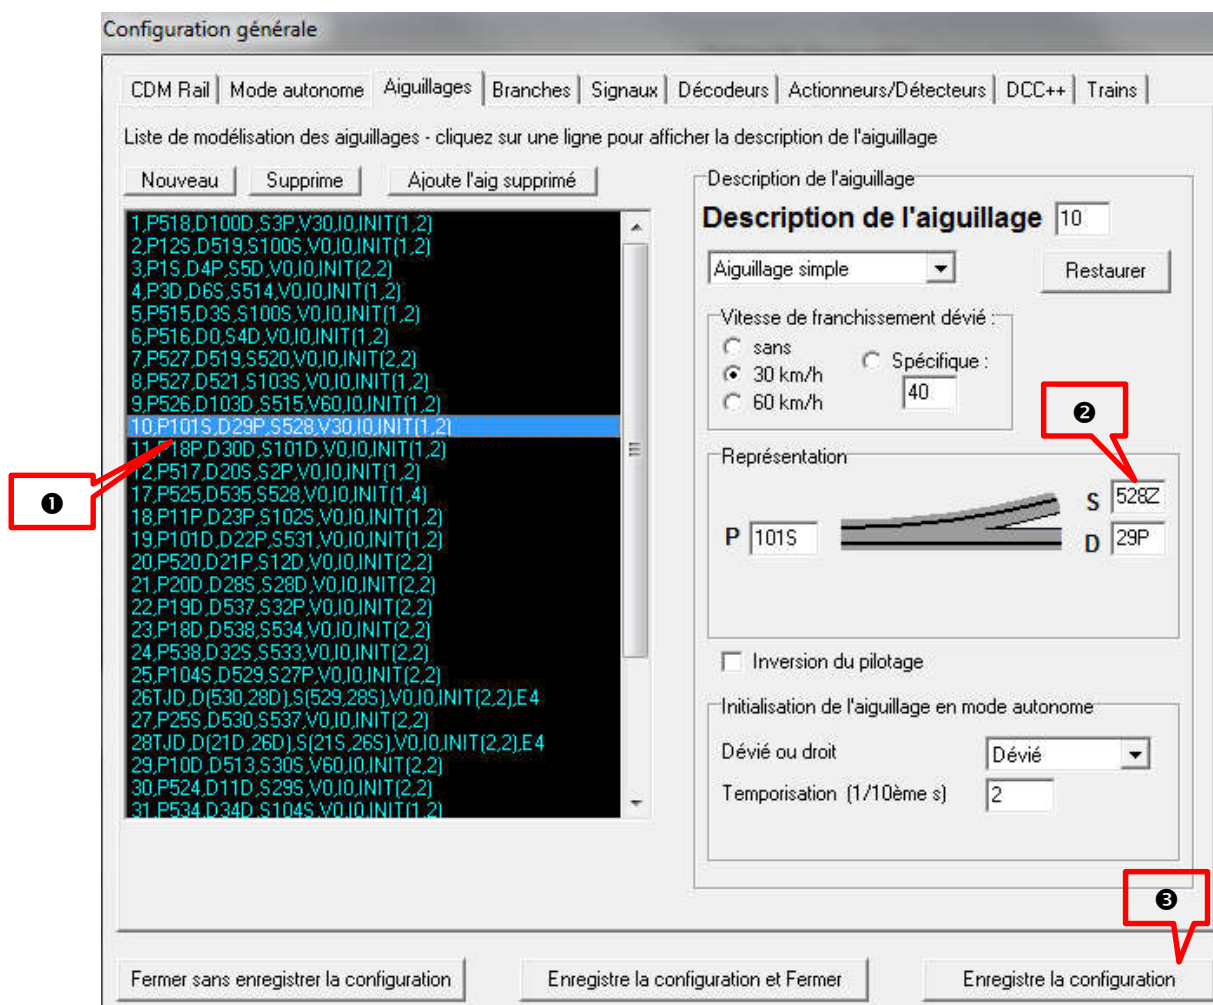 Configuration générale
CDM Rail Mode autonome Aiguillages Branches Signaux Décodeurs Actionneurs/Détecteurs DCC++ Trains
Liste de modélisation des aiguillages - cliquez sur une ligne pour afficher la description de l'aiguillage
Nouveau Supprime Ajoute l'aig supprimé
1,P518,D100D,S3P,V30,I0,INIT(1,2)
2,P12S,D519,S100S,V0,I0,INIT(1,2)
3,P1S,D4P,S5D,V0,I0,INIT(2,2)
4,P3D,D6S,S514,V0,I0,INIT(1,2)
5,P515,D3S,S100S,V0,I0,INIT(1,2)
6,P516,D0,S4D,V0,I0,INIT(1,2)
7,P527,D519,S520,V0,I0,INIT(2,2)
8,P527,D521,S103S,V0,I0,INIT(1,2)
9,P526,D103D,S515,V60,I0,INIT(1,2)
10,P101S,D29P,S528,V30,I0,INIT(1,2)
11,P18P,D30D,S101D,V0,I0,INIT(1,2)
12,P517,D20S,S2P,V0,I0,INIT(1,2)
17,P525,D535,S528,V0,I0,INIT(1,4)
18,P11P,D23P,S102S,V0,I0,INIT(1,2)
19,P101D,D22P,S531,V0,I0,INIT(1,2)
20,P520,D21P,S12D,V0,I0,INIT(2,2)
21,P20D,D28S,S28D,V0,I0,INIT(2,2)
22,P19D,D537,S32P,V0,I0,INIT(2,2)
23,P18D,D538,S534,V0,I0,INIT(2,2)
24,P538,D32S,S533,V0,I0,INIT(2,2)
25,P104S,D529,S27P,V0,I0,INIT(2,2)
26TJD,D(530,28D),S(529,28S),V0,I0,INIT(2,2),E4
27,P25S,D530,S537,V0,I0,INIT(2,2)
28TJD,D(21D,26D),S(21S,26S),V0,I0,INIT(2,2),E4
29,P10D,D513,S30S,V60,I0,INIT(2,2)
30,P524,D11D,S29S,V0,I0,INIT(2,2)
31,P534,D34D,S104S,V0,I0,INIT(1,2)
❶
Description de l'aiguillage
Description de l'aiguillage 10
Aiguillage simple Restaurer
Vitesse de franchissement dévié :
sans
Spécifique :
30 km/h
40
60 km/h
❷
Représentation
S 528Z
P 101S
D 29P
Inversion du pilotage
Initialisation de l'aiguillage en mode autonome
Dévié ou droit Dévié
Temporisation (1/10ème s) 2
❸
Fermer sans enregistrer la configuration Enregistre la configuration et Fermer Enregistre la configuration